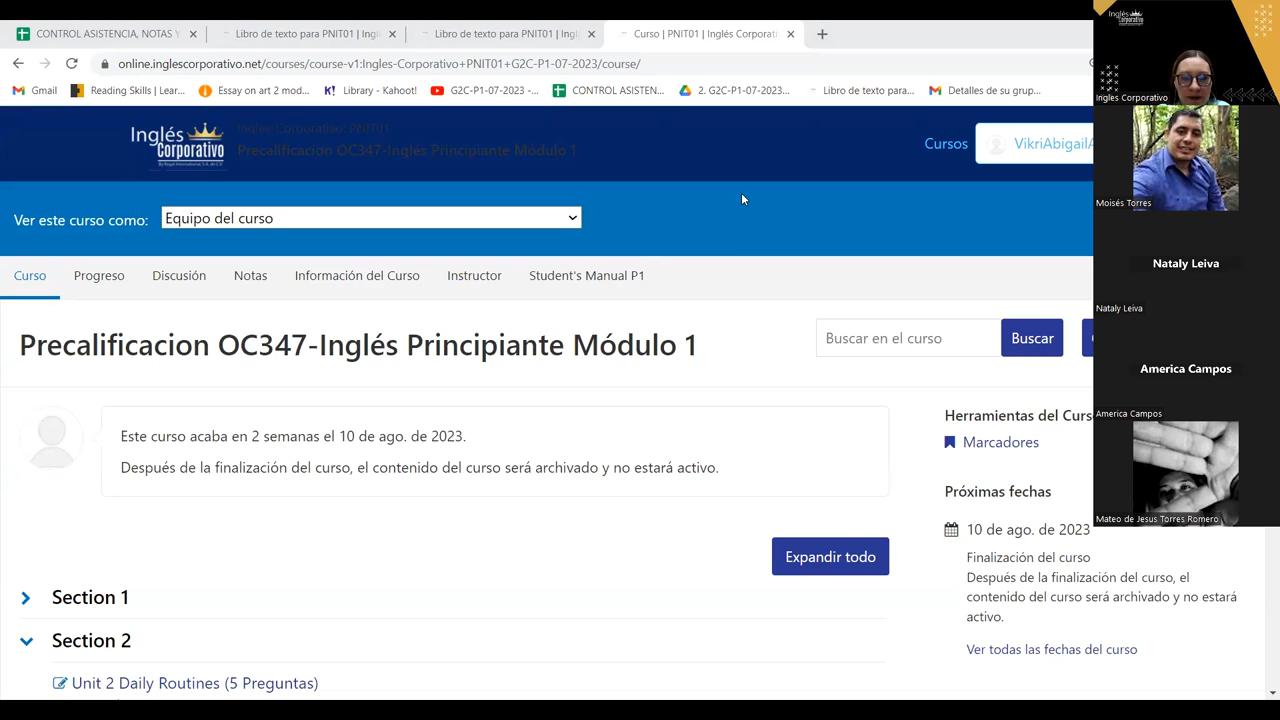 CONTROL ASISTENCIA, NOTAS Y
Libro de texto para PNIT01 | Ingl
Libro de texto para PNIT01 | Ingl
Curso | PNIT01 | Inglés Corporati
online.inglescorporativo.net/courses/course-v1:Ingles-Corporativo+PNIT01+G2C-P1-07-2023/course/
Gmail
Reading Skills | Lear...
Essay on art 2 mod...
Library - Kahoot!
G2C-P1-07-2023 -...
CONTROL ASISTEN...
2. G2C-P1-07-2023...
Libro de texto para...
Detalles de su grup...
Inglés Corporativo
Ingles Corporativo: PNIT01
Precalificacion OC347-Inglés Principiante Módulo 1
Cursos
VikriAbigailA
Ver este curso como:
Equipo del curso
Curso
Progreso
Discusión
Notas
Información del Curso
Instructor
Student's Manual P1
Precalificacion OC347-Inglés Principiante Módulo 1
Buscar en el curso
Buscar
Este curso acaba en 2 semanas el 10 de ago. de 2023.
Después de la finalización del curso, el contenido del curso será archivado y no estará activo.
Expandir todo
Section 1
Section 2
Unit 2 Daily Routines (5 Preguntas)
Herramientas del Curs
Marcadores
Próximas fechas
10 de ago. de 2023
Finalización del curso
Después de la finalización del curso, el
contenido del curso será archivado y no estará
activo.
Ver todas las fechas del curso
Inglés
Corporativo
Ingles Corporativo
Moisés Torres
Nataly Leiva
Nataly Leiva
America Campos
America Campos
Mateo de Jesus Torres Romero